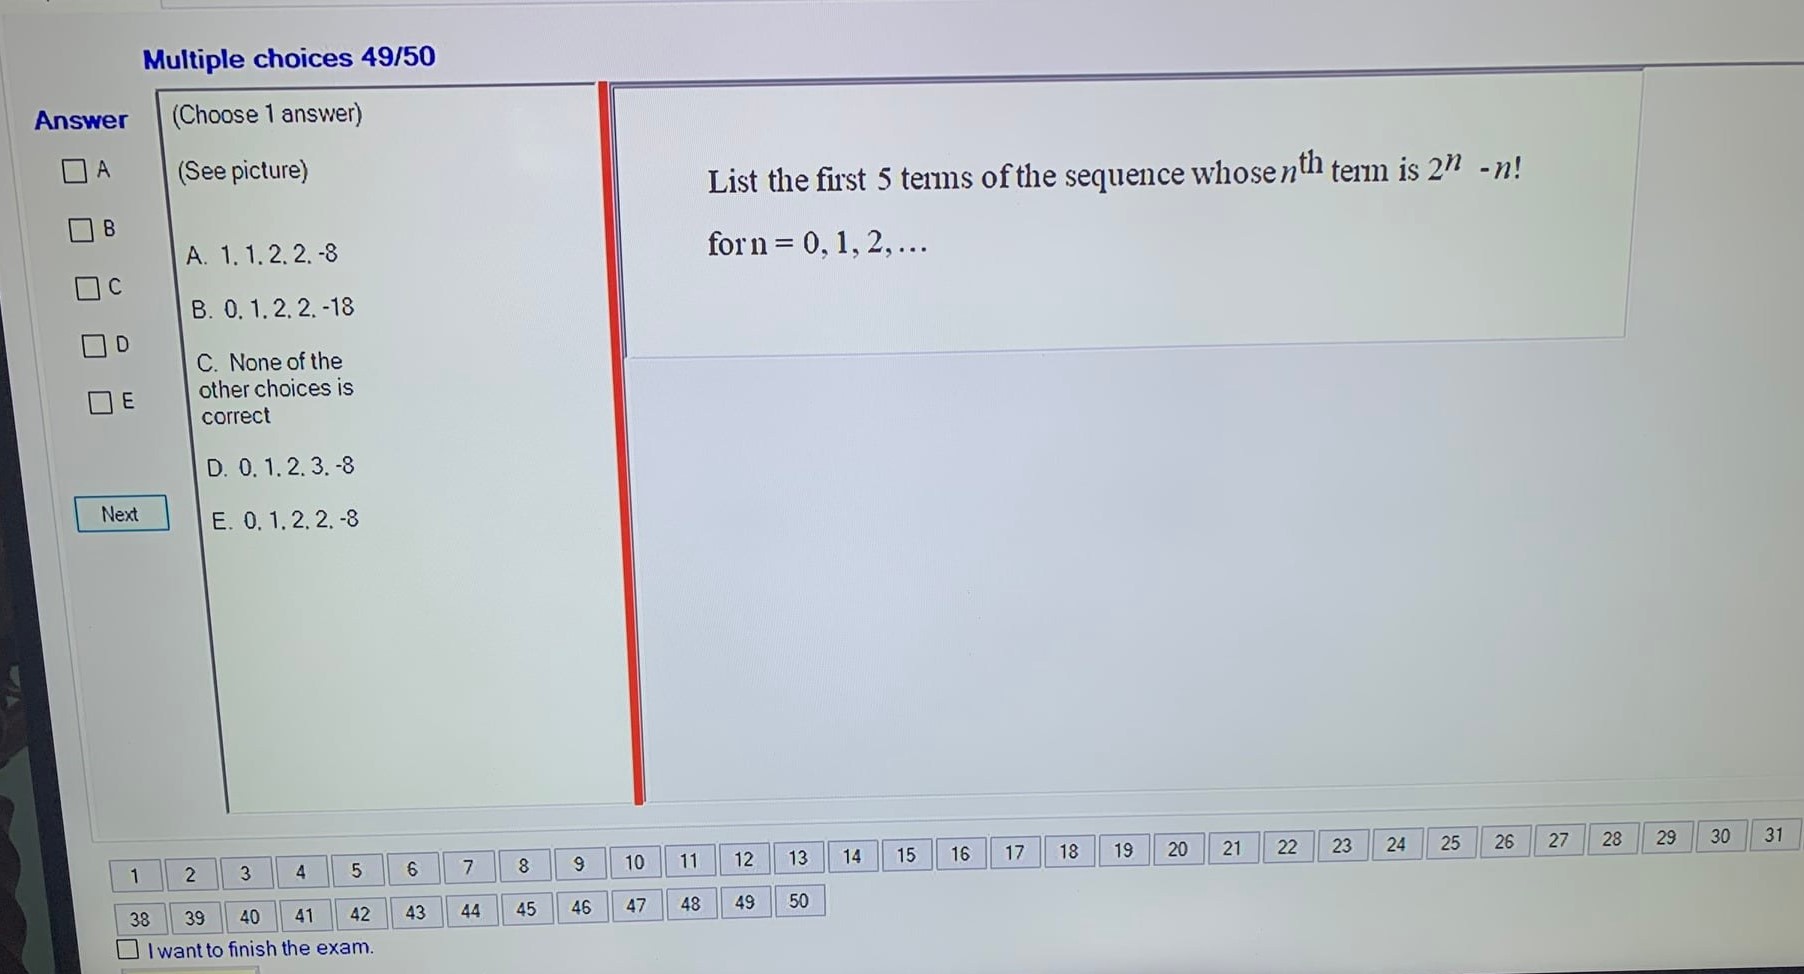 Multiple choices 49/50
Answer
A
B
C
D
E
Next
(Choose 1 answer)
(See picture)
A. 1, 1, 2, 2, -8
B. 0, 1, 2, 2, -18
C. None of the
other choices is
correct
D. 0, 1, 2, 3, -8
E. 0, 1, 2, 2, -8
List the first 5 terms of the sequence whose nth term is 2ⁿ - n!
for n = 0, 1, 2, ...
1 2 3 4 5 6 7 8 9 10 11 12 13 14 15 16 17 18 19 20 21 22 23 24 25 26 27 28 29 30 31
38 39 40 41 42 43 44 45 46 47 48 49 50
I want to finish the exam.